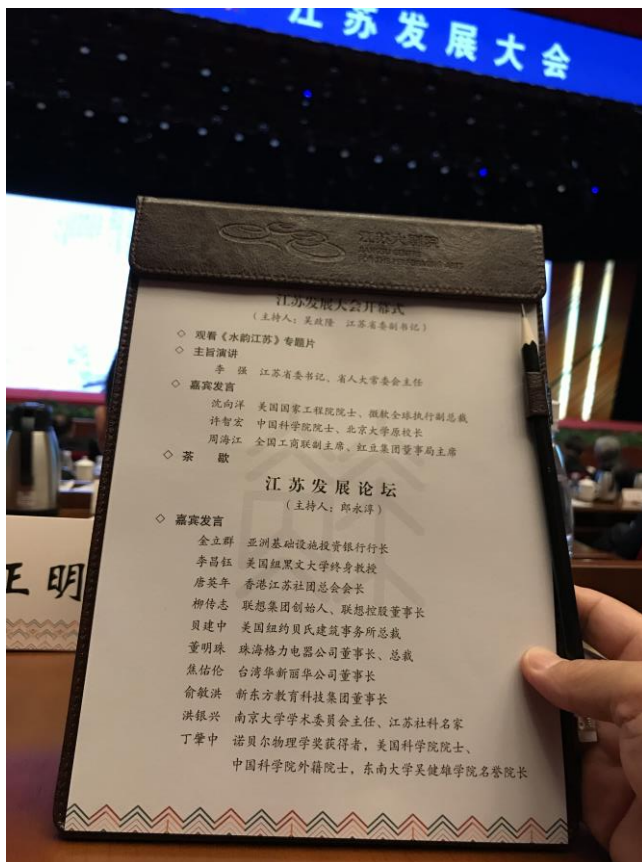 江苏发展大会
江苏大剧院
JIANGSU CENTER
FOR THE PERFORMING ARTS
江苏发展大会开幕式
(主持人：吴政隆 江苏省委副书记)
◇ 观看《水韵江苏》专题片
◇ 主旨演讲
李 强 江苏省委书记、省人大常委会主任
◇ 嘉宾发言
沈向洋 美国国家工程院院士、微软全球执行副总裁
许智宏 中国科学院院士、北京大学原校长
周海江 全国工商联副主席、红豆集团董事局主席
◇ 茶 歇
江苏发展论坛
(主持人：郎永淳)
◇ 嘉宾发言
金立群 亚洲基础设施投资银行行长
李昌钰 美国纽黑文大学终身教授
唐英年 香港江苏社团总会会长
柳传志 联想集团创始人、联想控股董事长
贝建中 美国纽约贝氏建筑事务所总裁
董明珠 珠海格力电器公司董事长、总裁
焦佑伦 台湾华新丽华公司董事长
俞敏洪 新东方教育科技集团董事长
洪银兴 南京大学学术委员会主任、江苏社科名家
丁肇中 诺贝尔物理学奖获得者，美国科学院院士、
中国科学院外籍院士，东南大学吴健雄学院名誉院长
正明